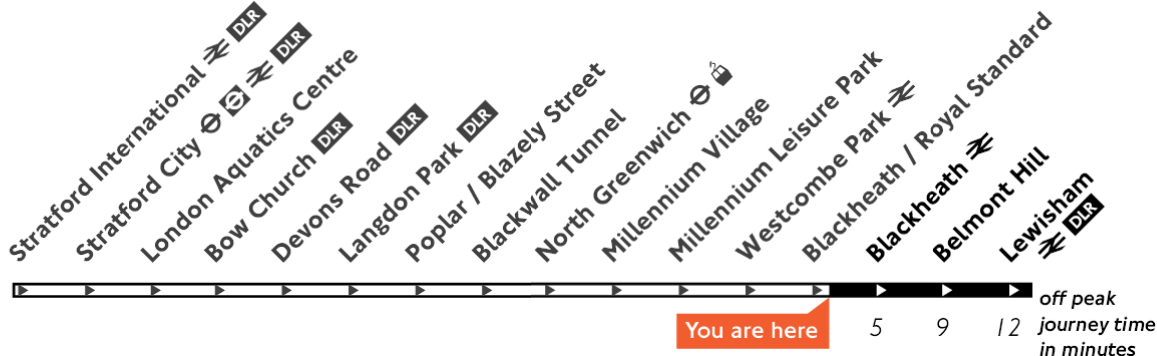 Stratford International DLR
Stratford City DLR
London Aquatics Centre
Bow Church DLR
Devons Road DLR
Langdon Park DLR
Poplar / Blazely Street
Blackwall Tunnel
North Greenwich
Millennium Village
Millennium Leisure Park
Westcombe Park
Blackheath / Royal Standard
Blackheath
Belmont Hill
Lewisham
DLR
You are here
5 9 12
off peak
journey time
in minutes